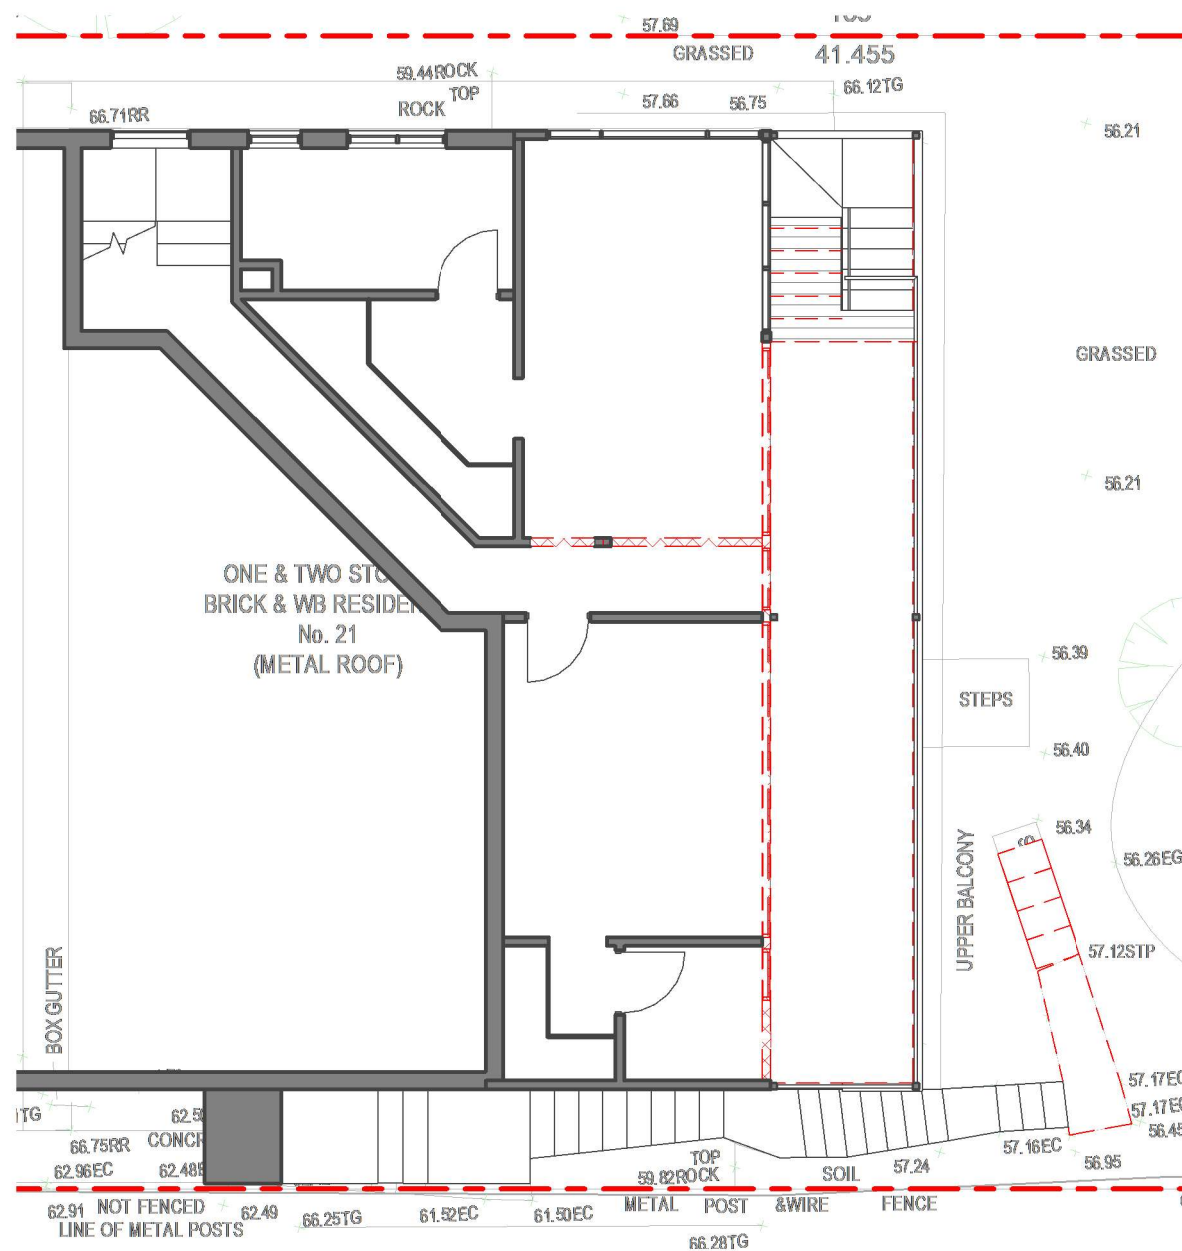 57.69
GRASSED
41.455
59.44ROCK
TOP
ROCK
66.71RR
57.66
56.75
66.12TG
56.21
GRASSED
56.21
ONE & TWO STO
BRICK & WB RESIDE
No. 21
(METAL ROOF)
56.39
STEPS
56.40
56.34
56.26EG
UPPER BALCONY
57.12STP
BOX GUTTER
57.17EC
57.17EC
56.45
TG
62.5
CONCR
66.75RR
62.96EC
62.48E
TOP
59.82ROCK
SOIL
57.24
57.16EC
56.95
62.91
NOT FENCED
LINE OF METAL POSTS
62.49
66.25TG
61.52EC
61.50EC
METAL POST &WIRE FENCE
66.28TG